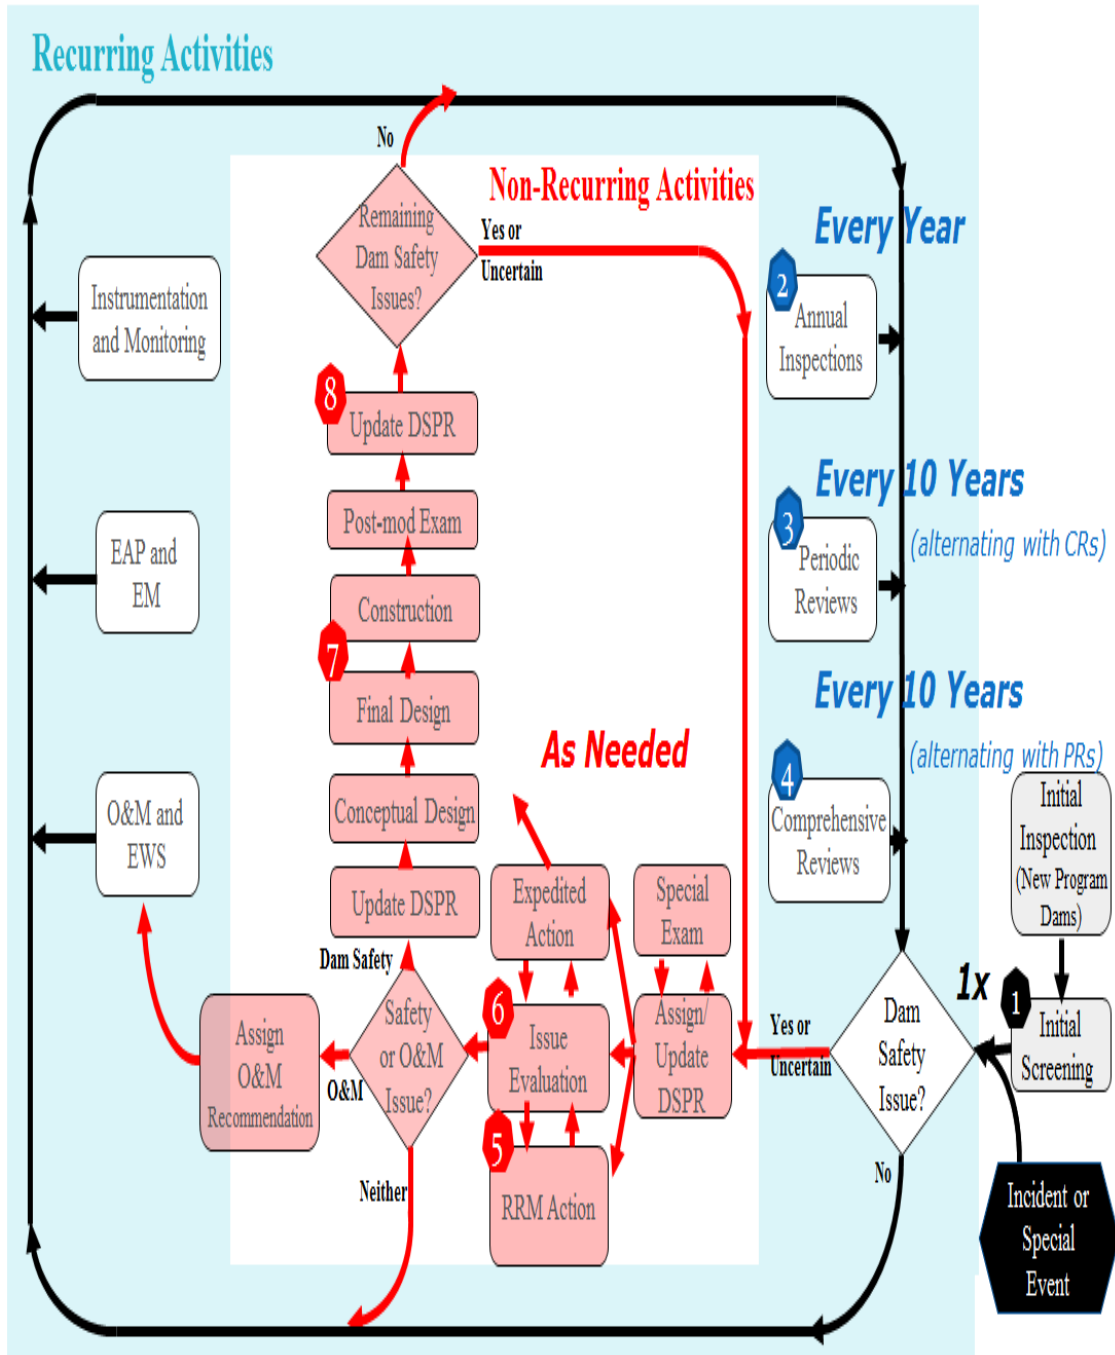 Recurring Activities
No
Non-Recurring Activities
Remaining
Dam Safety
Issues?
Yes or
Uncertain
Every Year
2
Annual
Inspections
Instrumentation
and Monitoring
8
Update DSPR
Every 10 Years
(alternating with CRs)
3
Periodic
Reviews
Post-mod Exam
EAP and
EM
Construction
7
Final Design
Every 10 Years
(alternating with PRs)
4
Comprehensive
Reviews
As Needed
Conceptual Design
O&M and
EWS
Initial
Inspection
(New Program
Dams)
Update DSPR
Expedited
Action
Special
Exam
Dam Safety
1x
1
Initial
Screening
Dam
Safety
Issue?
Yes or
Uncertain
Assign/
Update
DSPR
6
Issue
Evaluation
Safety
or O&M
Issue?
O&M
Assign
O&M
Recommendation
5
RRM Action
Neither
No
Incident or
Special
Event